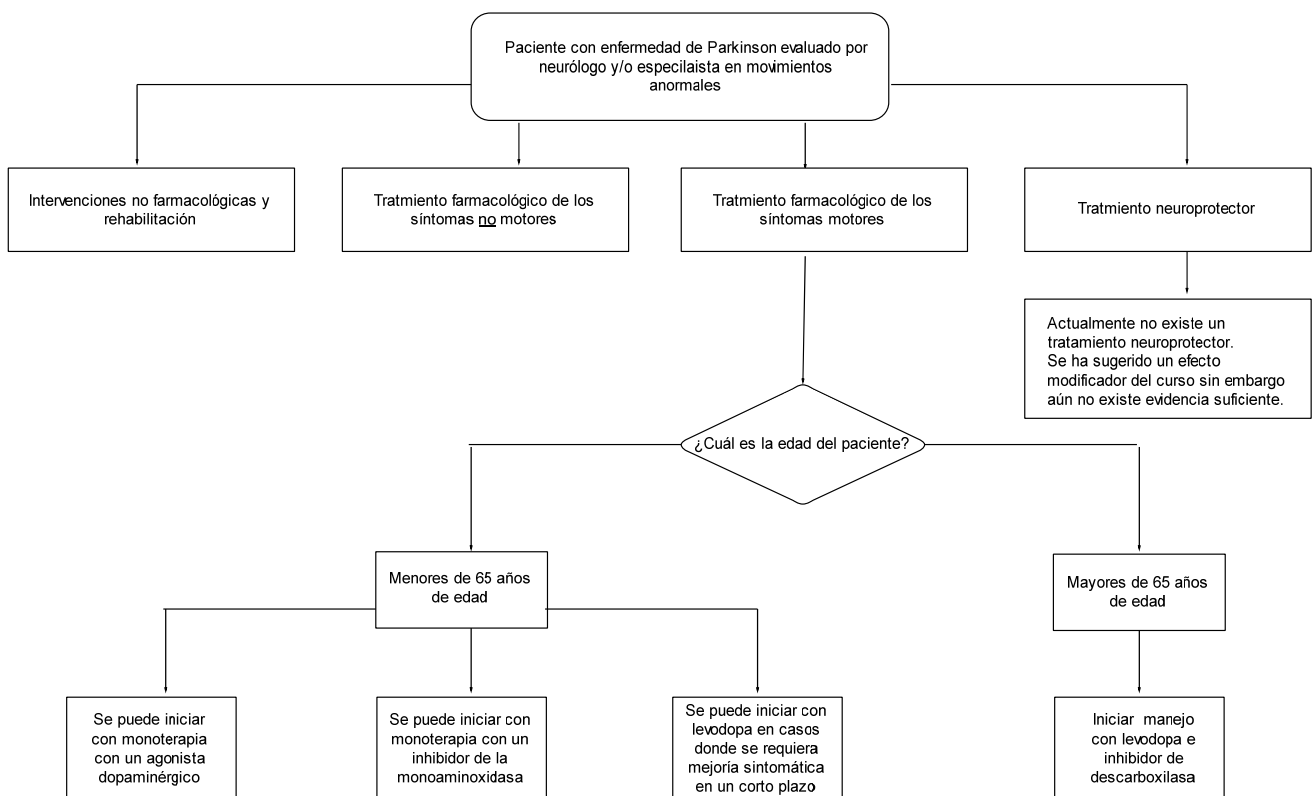 Paciente con enfermedad de Parkinson evaluado por
neurólogo y/o especilaista en movimientos
anormales
Intervenciones no farmacológicas y
rehabilitación
Tratmiento farmacológico de los
síntomas no motores
Tratmiento farmacológico de los
síntomas motores
Tratmiento neuroprotector
Actualmente no existe un
tratamiento neuroprotector.
Se ha sugerido un efecto
modificador del curso sin embargo
aún no existe evidencia suficiente.
¿Cuál es la edad del paciente?
Menores de 65 años
de edad
Mayores de 65 años
de edad
Se puede iniciar
con monoterapia
con un agonista
dopaminérgico
Se puede iniciar con
monoterapia con un
inhibidor de la
monoaminoxidasa
Se puede iniciar con
levodopa en casos
donde se requiera
mejoría sintomática
en un corto plazo
Iniciar manejo
con levodopa e
inhibidor de
descarboxilasa